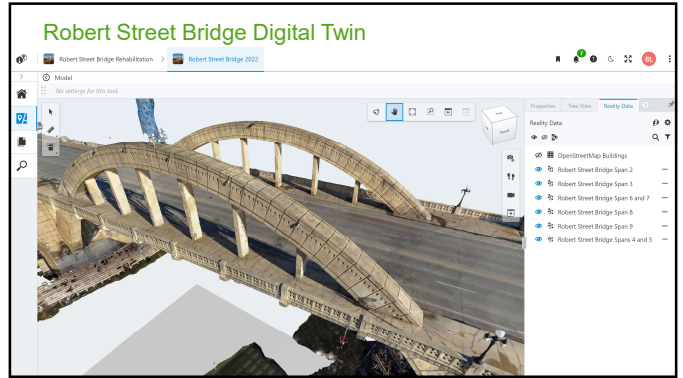 Robert Street Bridge Digital Twin
Robert Street Bridge Rehabilitation > Robert Street Bridge 2022
7
BL
Model
No settings for this tool.
Properties Tree View Reality Data
Reality Data
OpenStreetMap Buildings
Robert Street Bridge Span 2
Robert Street Bridge Span 3
Robert Street Bridge Span 6 and 7
Robert Street Bridge Span 8
Robert Street Bridge Span 9
Robert Street Bridge Spans 4 and 5